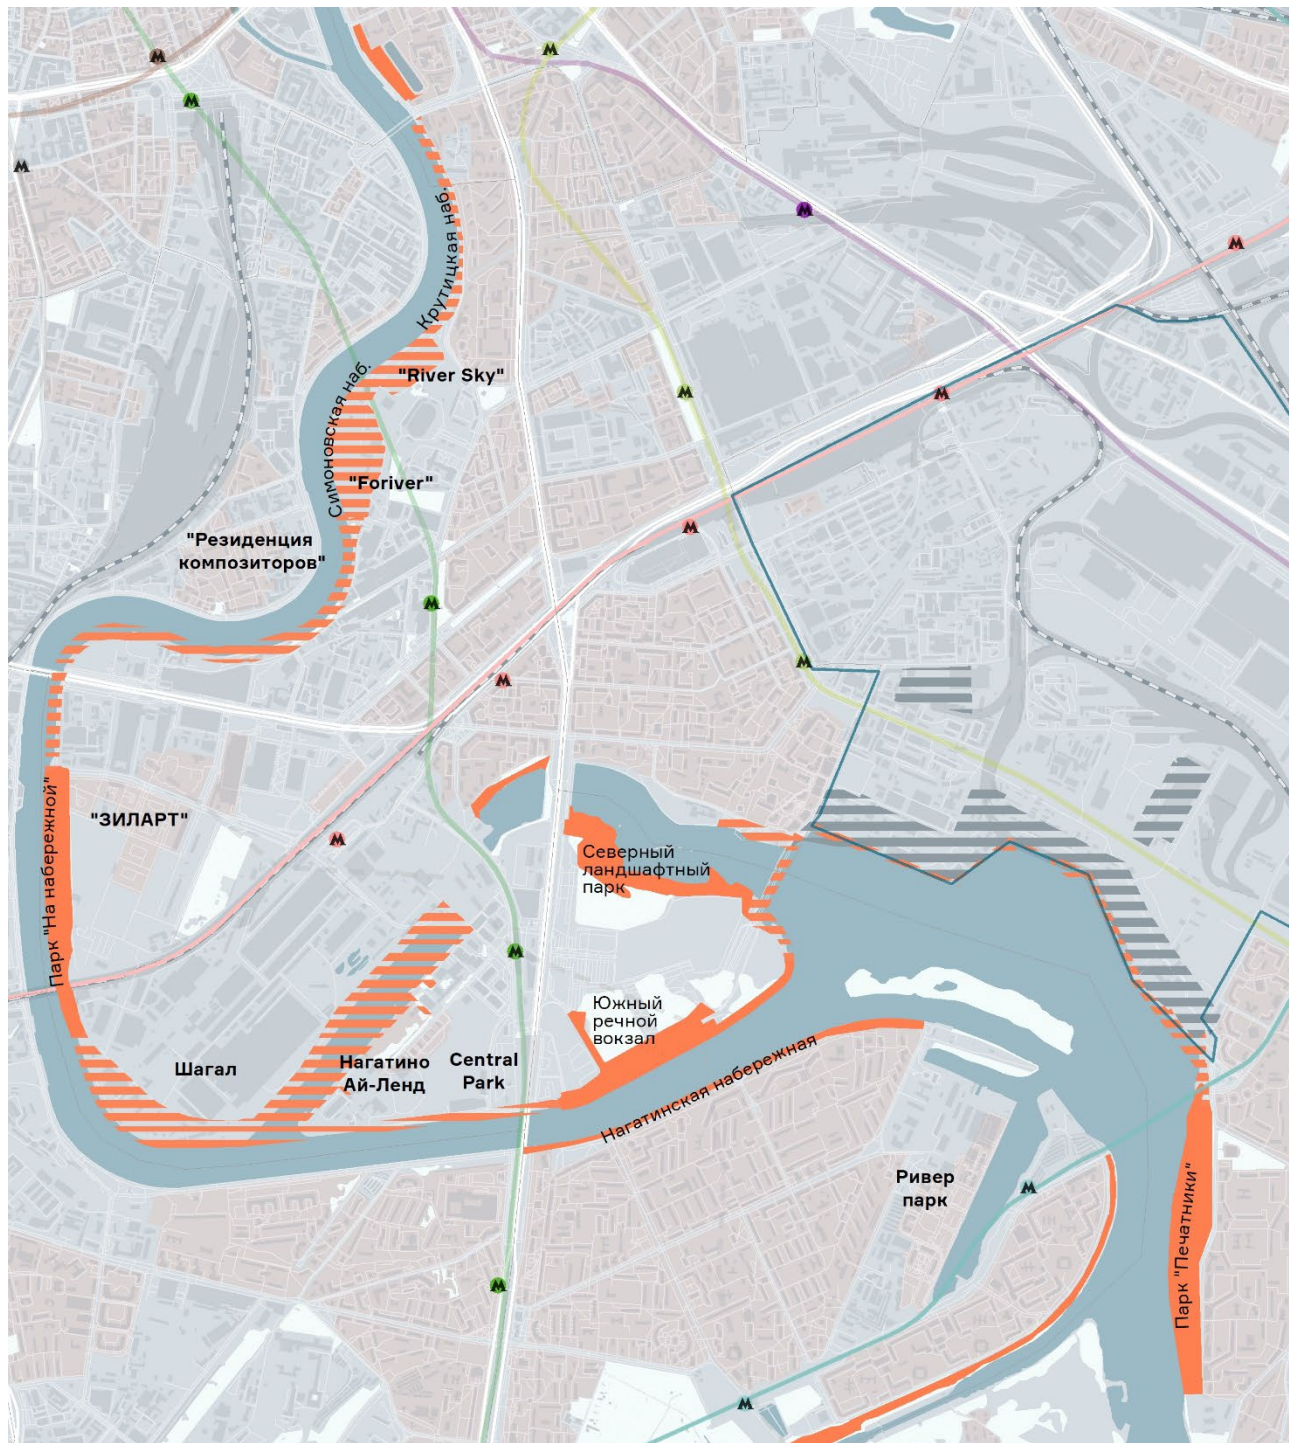 Крутицкая наб.
"River Sky"
Симоновская наб.
"Foriver"
"Резиденция
композиторов"
"ЗИЛАРТ"
Парк "На набережной"
Северный
ландшафтный
парк
Южный
речной
вокзал
Шагал
Нагатино
Ай-Ленд
Central
Park
Нагатинская набережная
Ривер
парк
Парк "Печатники"